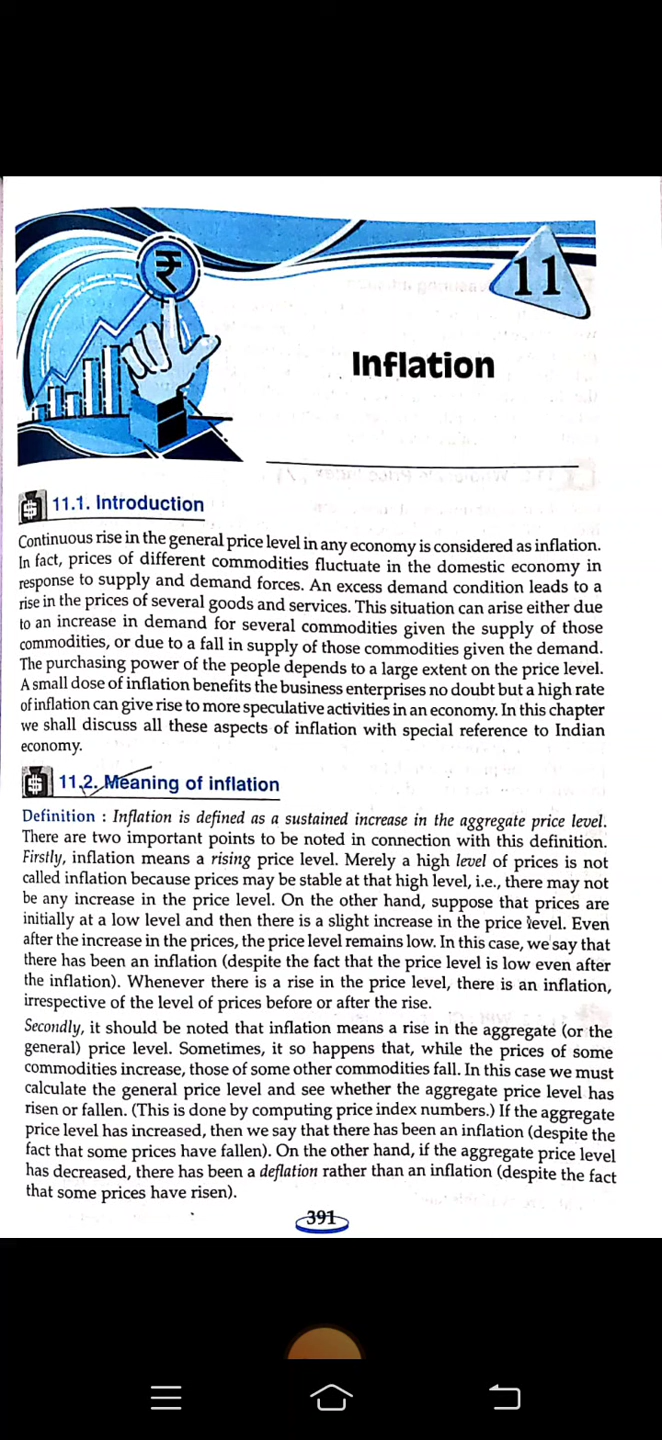 ₹
11
Inflation
11.1. Introduction
Continuous rise in the general price level in any economy is considered as inflation.
In fact, prices of different commodities fluctuate in the domestic economy in
response to supply and demand forces. An excess demand condition leads to a
rise in the prices of several goods and services. This situation can arise either due
to an increase in demand for several commodities given the supply of those
commodities, or due to a fall in supply of those commodities given the demand.
The purchasing power of the people depends to a large extent on the price level.
A small dose of inflation benefits the business enterprises no doubt but a high rate
of inflation can give rise to more speculative activities in an economy. In this chapter
we shall discuss all these aspects of inflation with special reference to Indian
economy.
$ 11.2. Meaning of inflation
Definition : Inflation is defined as a sustained increase in the aggregate price level.
There are two important points to be noted in connection with this definition.
Firstly, inflation means a rising price level. Merely a high level of prices is not
called inflation because prices may be stable at that high level, i.e., there may not
be any increase in the price level. On the other hand, suppose that prices are
initially at a low level and then there is a slight increase in the price level. Even
after the increase in the prices, the price level remains low. In this case, we say that
there has been an inflation (despite the fact that the price level is low even after
the inflation). Whenever there is a rise in the price level, there is an inflation,
irrespective of the level of prices before or after the rise.
Secondly, it should be noted that inflation means a rise in the aggregate (or the
general) price level. Sometimes, it so happens that, while the prices of some
commodities increase, those of some other commodities fall. In this case we must
calculate the general price level and see whether the aggregate price level has
risen or fallen. (This is done by computing price index numbers.) If the aggregate
price level has increased, then we say that there has been an inflation (despite the
fact that some prices have fallen). On the other hand, if the aggregate price level
has decreased, there has been a deflation rather than an inflation (despite the fact
that some prices have risen).
391